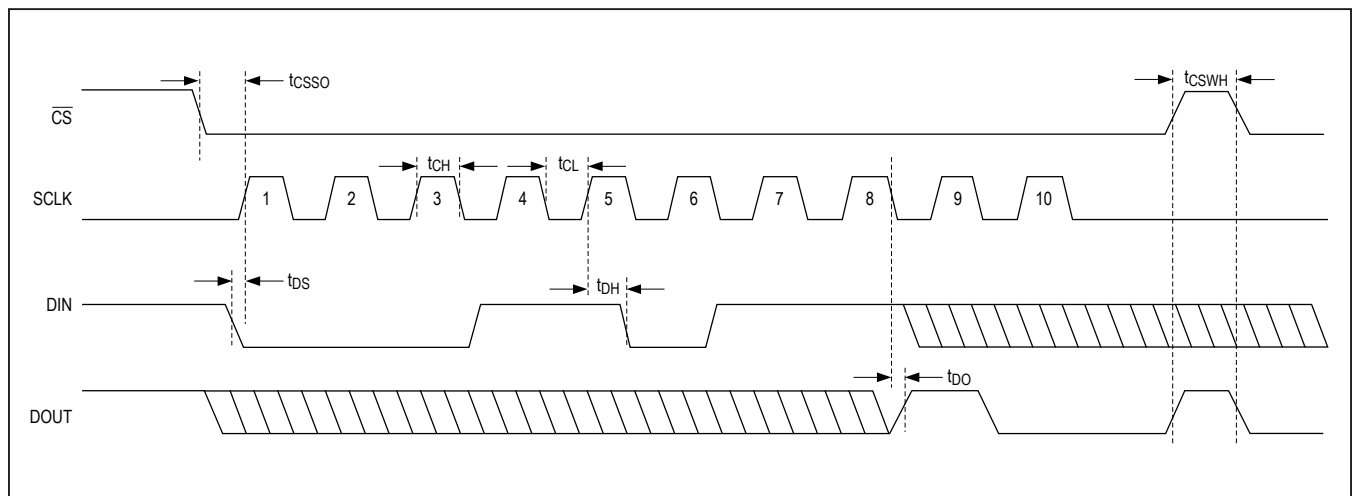 tCSSO
tCSWH
CS
tCH
tCL
SCLK
1 2 3 4 5 6 7 8 9 10
tDS
tDH
DIN
tDO
DOUT